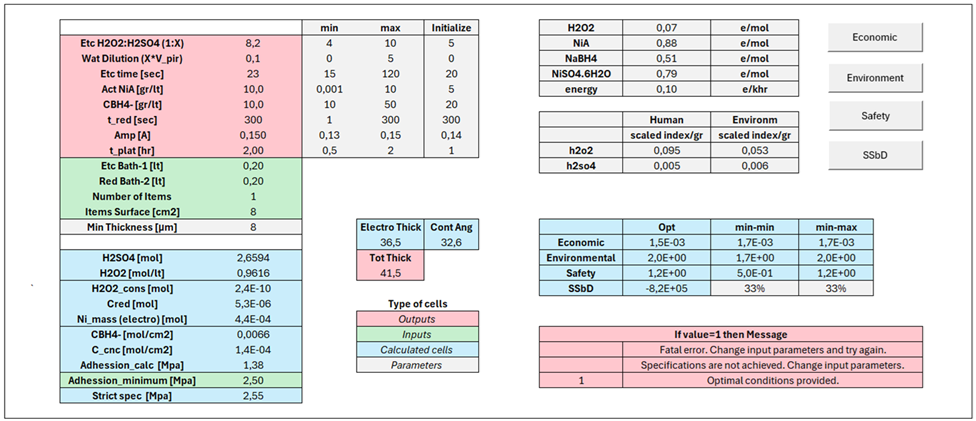 min max Initialize
Etc H2O2:H2SO4 (1:X) 8,2 4 10 5
Wat Dilution (X*V_pir) 0,1 0 5 0
Etc time [sec] 23 15 120 20
Act NiA [gr/lt] 10,0 0,001 10 5
CBH4- [gr/lt] 10,0 10 50 20
t_red [sec] 300 1 300 300
Amp [A] 0,150 0,13 0,15 0,14
t_plat [hr] 2,00 0,5 2 1
Etc Bath-1 [lt] 0,20
Red Bath-2 [lt] 0,20
Number of Items 1
Items Surface [cm2] 8
Min Thickness [μm] 8
H2SO4 [mol] 2,6594
H2O2 [mol/lt] 0,9616
H2O2_cons [mol] 2,4E-10
Cred [mol] 5,3E-06
Ni_mass (electro) [mol] 4,4E-04
CBH4- [mol/cm2] 0,0066
C_cnc [mol/cm2] 1,4E-04
Adhession_calc [Mpa] 1,38
Adhession_minimum [Mpa] 2,50
Strict spec [Mpa] 2,55
Electro Thick Cont Ang
36,5 32,6
Tot Thick
41,5
Type of cells
Outputs
Inputs
Calculated cells
Parameters
H2O2 0,07 e/mol
NiA 0,88 e/mol
NaBH4 0,51 e/mol
NiSO4.6H2O 0,79 e/mol
energy 0,10 e/khr
Human Environm
scaled index/gr scaled index/gr
h2o2 0,095 0,053
h2so4 0,005 0,006
Economic
Environment
Safety
SSbD
Opt min-min min-max
Economic 1,5E-03 1,7E-03 1,7E-03
Environmental 2,0E+00 1,7E+00 2,0E+00
Safety 1,2E+00 5,0E-01 1,2E+00
SSbD -8,2E+05 33% 33%
If value=1 then Message
Fatal error. Change input parameters and try again.
Specifications are not achieved. Change input parameters.
1 Optimal conditions provided.